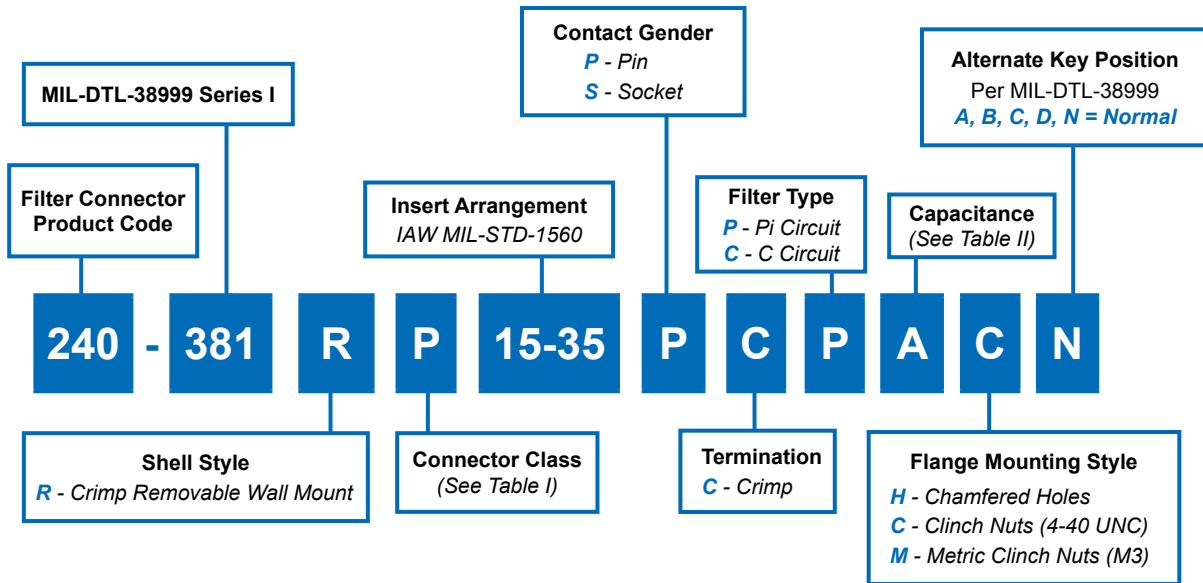 Contact Gender
P - Pin
S - Socket
Alternate Key Position
Per MIL-DTL-38999
A, B, C, D, N = Normal
MIL-DTL-38999 Series I
Filter Connector
Product Code
Insert Arrangement
IAW MIL-STD-1560
Filter Type
P - Pi Circuit
C - C Circuit
Capacitance
(See Table II)
240 - 381 R P 15-35 P C P A C N
Shell Style
R - Crimp Removable Wall Mount
Connector Class
(See Table I)
Termination
C - Crimp
Flange Mounting Style
H - Chamfered Holes
C - Clinch Nuts (4-40 UNC)
M - Metric Clinch Nuts (M3)